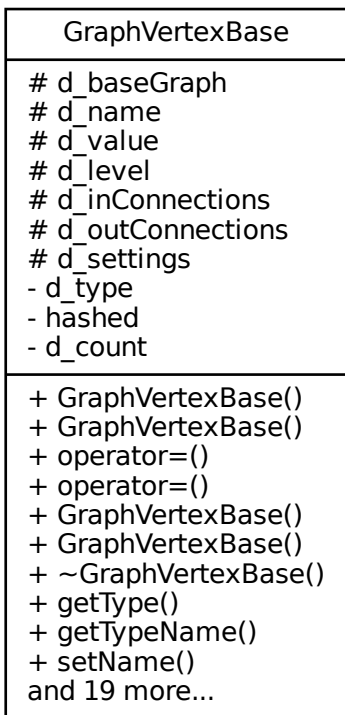 GraphVertexBase
# d_baseGraph
# d_name
# d_value
# d_level
# d_inConnections
# d_outConnections
# d_settings
- d_type
- hashed
- d_count
+ GraphVertexBase()
+ GraphVertexBase()
+ operator=()
+ operator=()
+ GraphVertexBase()
+ GraphVertexBase()
+ ~GraphVertexBase()
+ getType()
+ getTypeName()
+ setName()
and 19 more...